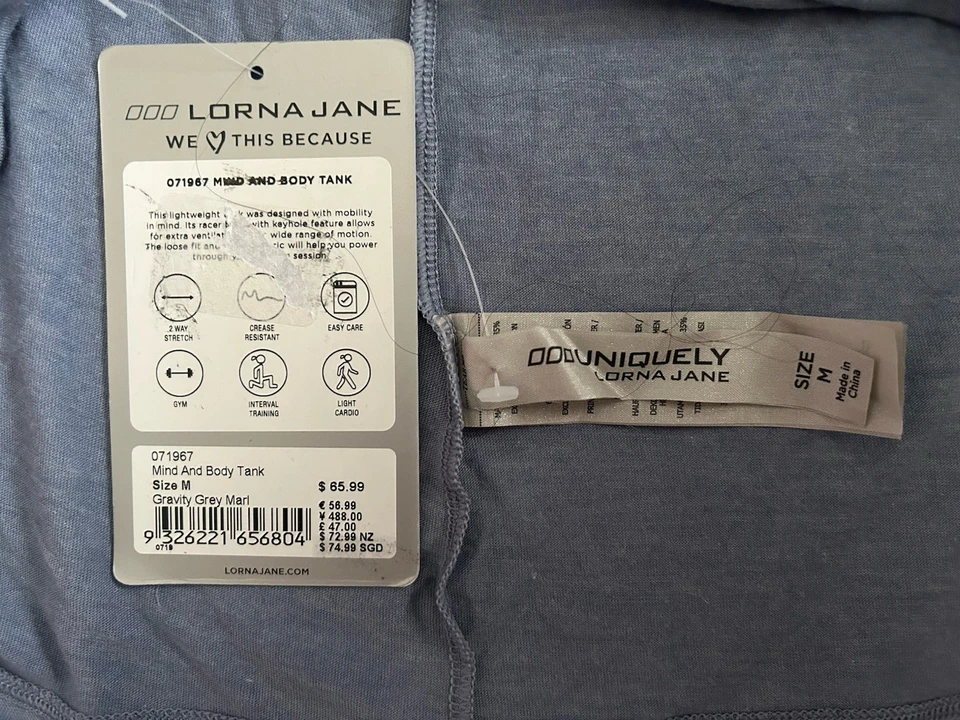 LORNA JANE
WE THIS BECAUSE
071967 MIND AND BODY TANK
This lightweight was designed with mobility
in mind. Its racer with keyhole feature allows
for extra wide range of motion.
The loose fit and will help you power
session
2 WAY
STRETCH
CREASE
RESISTANT
EASY CARE
GYM
INTERVAL
TRAINING
LIGHT
CARDIO
071967
Mind And Body Tank
Size M
$ 65.99
Gravity Grey Marl
€ 56.99
¥ 488.00
£ 47.00
$ 72.99 NZ
$ 74.99 SGD
9 326221 656804
0719
LORNAJANE.COM
UNIQUELY
LORNA JANE
SIZE
M
Made in
China